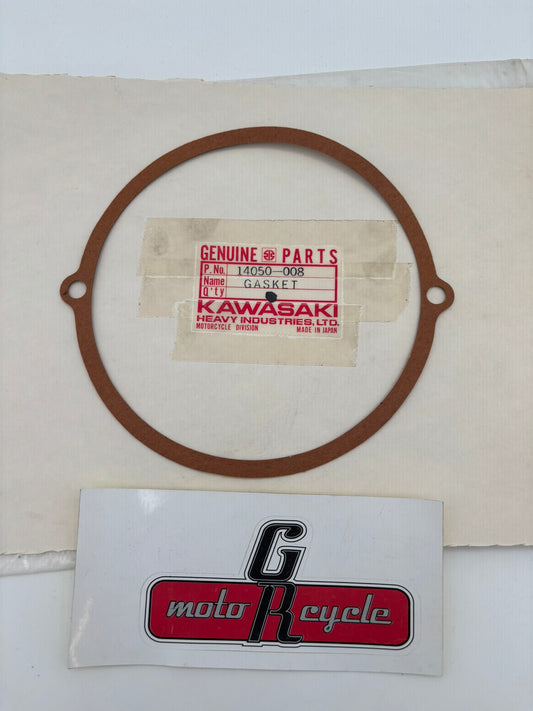 GENUINE PARTS
P.No. 14050-008
Name GASKET
Q'ty
KAWASAKI
HEAVY INDUSTRIES, LTD.
MOTORCYCLE DIVISION MADE IN JAPAN
G
moto R cycle